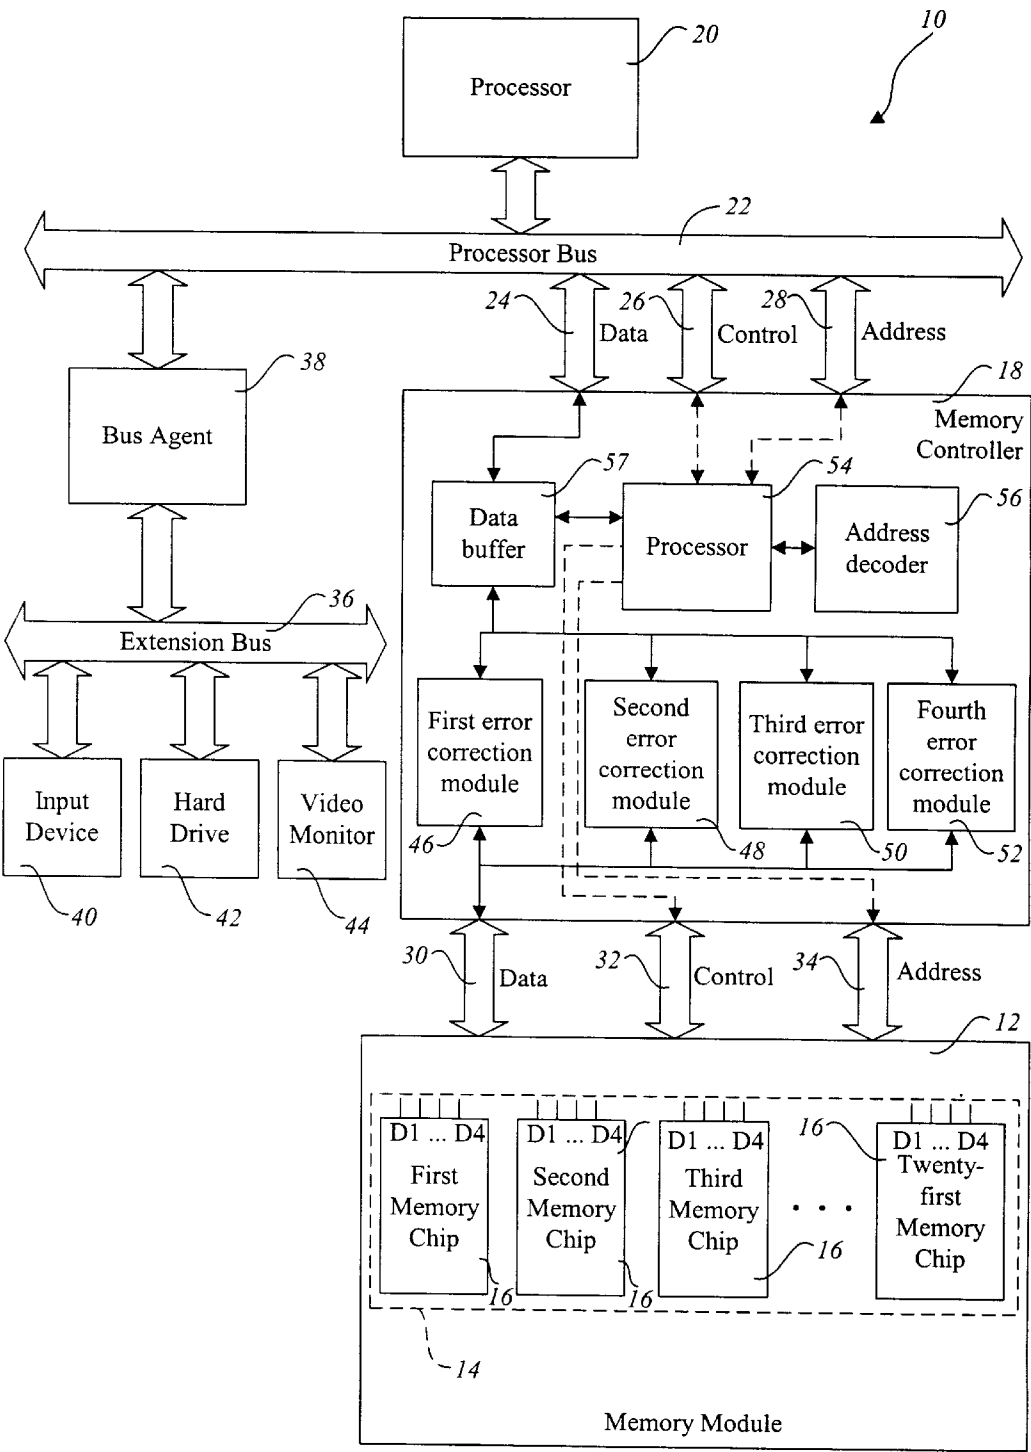 10
20
Processor
22
Processor Bus
24
Data
26
Control
28
Address
38
Bus Agent
18
Memory
Controller
57
Data
buffer
54
Processor
56
Address
decoder
36
Extension Bus
First error
correction
module
46
Second
error
correction
module
48
Third error
correction
module
50
Fourth
error
correction
module
52
Input
Device
40
Hard
Drive
42
Video
Monitor
44
30
Data
32
Control
34
Address
12
D1 ... D4
First
Memory
Chip
16
D1 ... D4
Second
Memory
Chip
16
D1 ... D4
Third
Memory
Chip
16
. . .
16
D1 ... D4
Twenty-
first
Memory
Chip
14
Memory Module